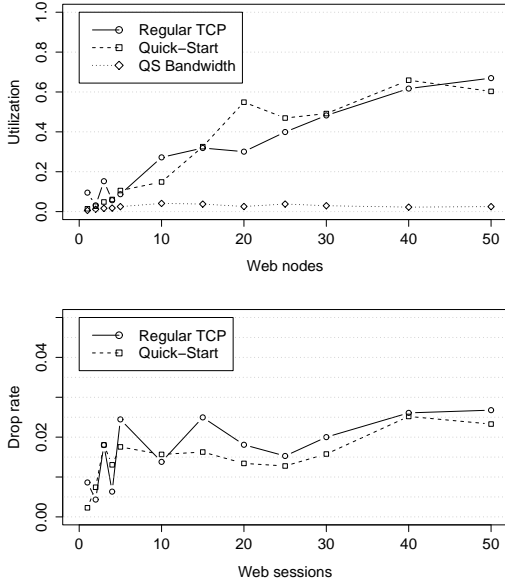 Utilization
1.0
0.8
0.6
0.4
0.2
0.0
Regular TCP
Quick−Start
QS Bandwidth
0 10 20 30 40 50
Web nodes
Drop rate
0.04
0.02
0.00
Regular TCP
Quick−Start
0 10 20 30 40 50
Web sessions